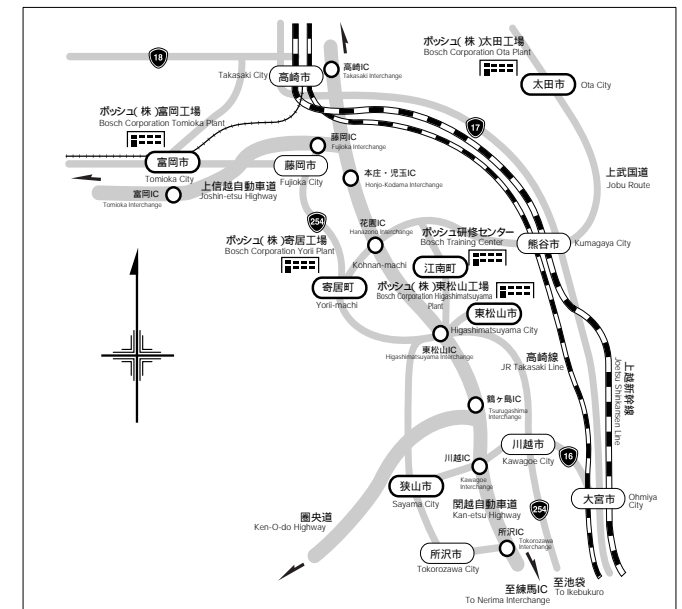 18
高崎市
Takasaki City
高崎IC
Takasaki Interchange
ボッシュ(株)太田工場
Bosch Corporation Ota Plant
太田市
Ota City
ボッシュ(株)富岡工場
Bosch Corporation Tomioka Plant
17
藤岡IC
Fujioka Interchange
富岡市
Tomioka City
藤岡市
Fujioka City
本庄・児玉IC
Honjo-Kodama Interchange
上武国道
Jobu Route
富岡IC
Tomioka Interchange
上信越自動車道
Joshin-etsu Highway
254
花園IC
Hanazono Interchange
ボッシュ研修センター
Bosch Training Center
熊谷市
Kumagaya City
ボッシュ(株)寄居工場
Bosch Corporation Yorii Plant
Kohnan-machi
江南町
寄居町
Yorii-machi
ボッシュ(株)東松山工場
Bosch Corporation Higashimatsuyama
Plant
東松山市
Higashimatsuyama City
東松山IC
Higashimatsuyama Interchange
高崎線
JR Takasaki Line
上越新幹線
Joetsu Shinkansen Line
鶴ヶ島IC
Tsurugashima
Interchange
川越市
Kawagoe City
16
川越IC
Kawagoe
Interchange
狭山市
Sayama City
大宮市
Ohmiya
City
関越自動車道
Kan-etsu Highway
254
圏央道
Ken-O-do Highway
所沢IC
Tokorozawa
Interchange
所沢市
Tokorozawa City
至練馬IC
To Nerima Interchange
至池袋
To Ikebukuro